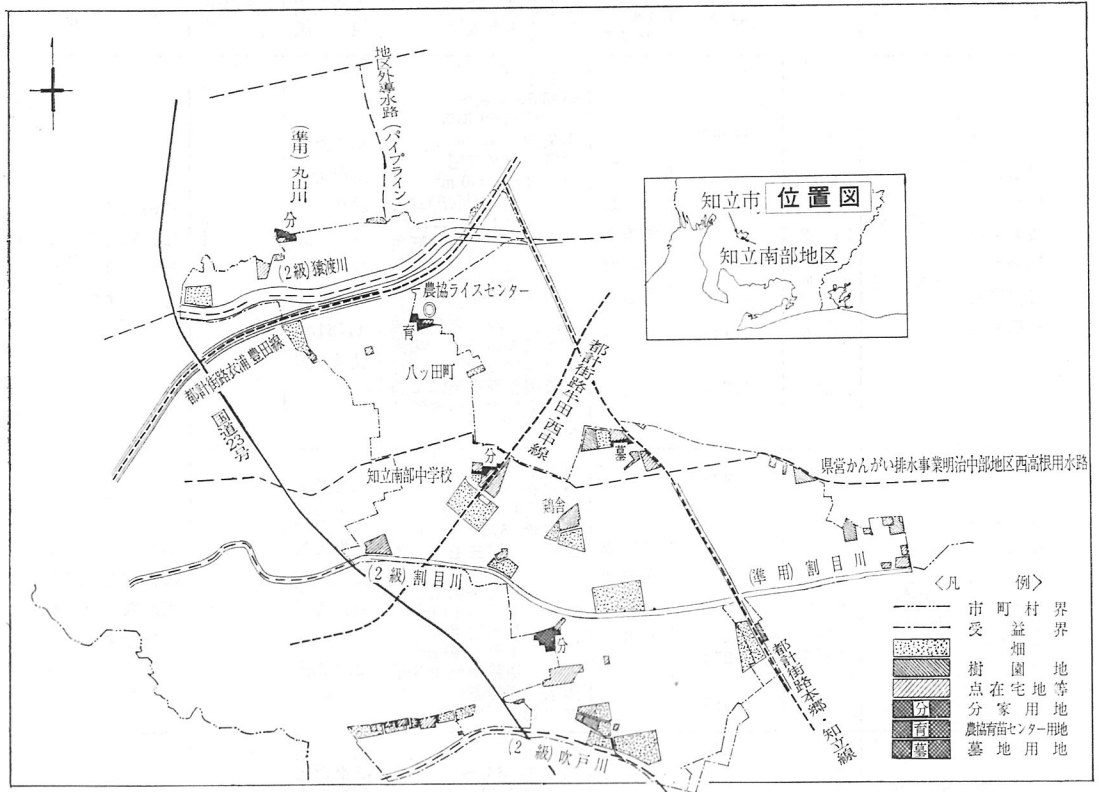 地区外導水路(パイプライン)
(準用)丸山川
分
(2級)猿渡川
農協ライスセンター
育
八ッ田町
都計街路衣浦豊田線
国道23号
都計街路牛田・西中線
知立市
位置図
知立南部地区
墓
分
知立南部中学校
鶏舎
県営かんがい排水事業明治中部地区西高根用水路
(2級)割目川
(準用)割目川
分
都計街路本郷・知立線
(2級)吹戸川
<凡例>
市町村界
受益界
畑
樹園地
点在宅地等
分 分家用地
育 農協育苗センター用地
墓 墓地用地